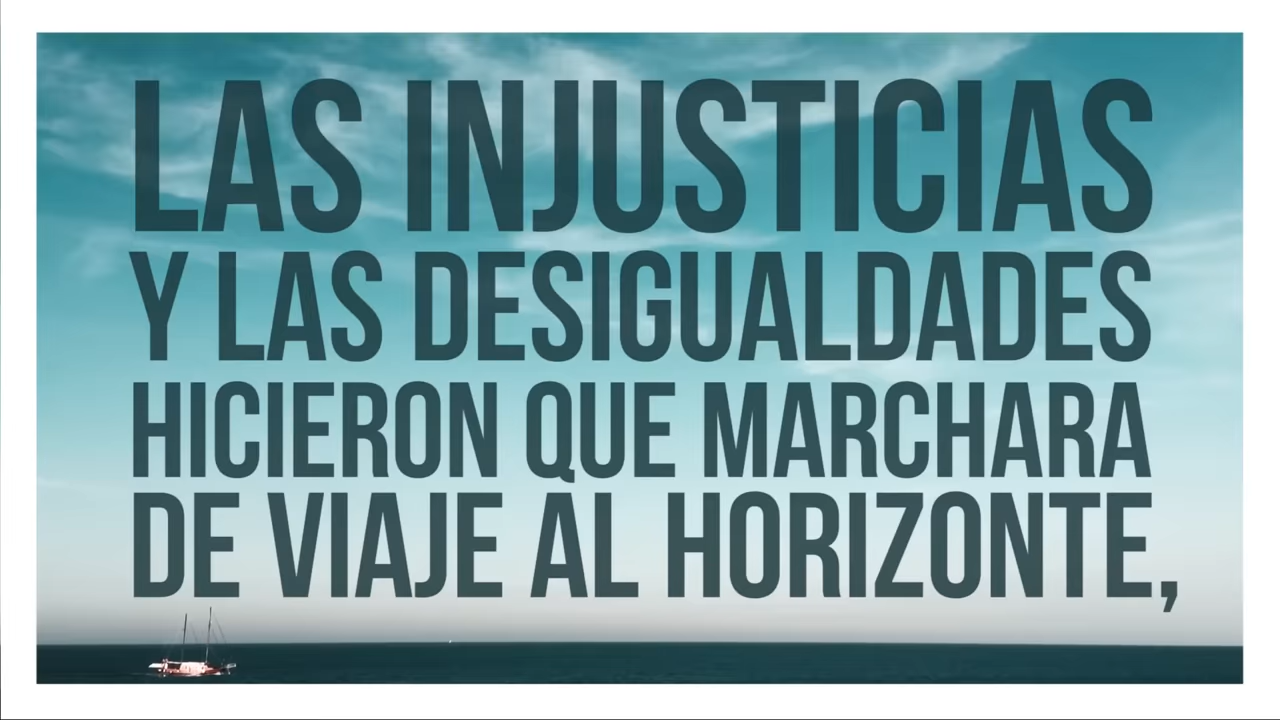 LAS INJUSTICIAS
Y LAS DESIGUALDADES
HICIERON QUE MARCHARA
DE VIAJE AL HORIZONTE,